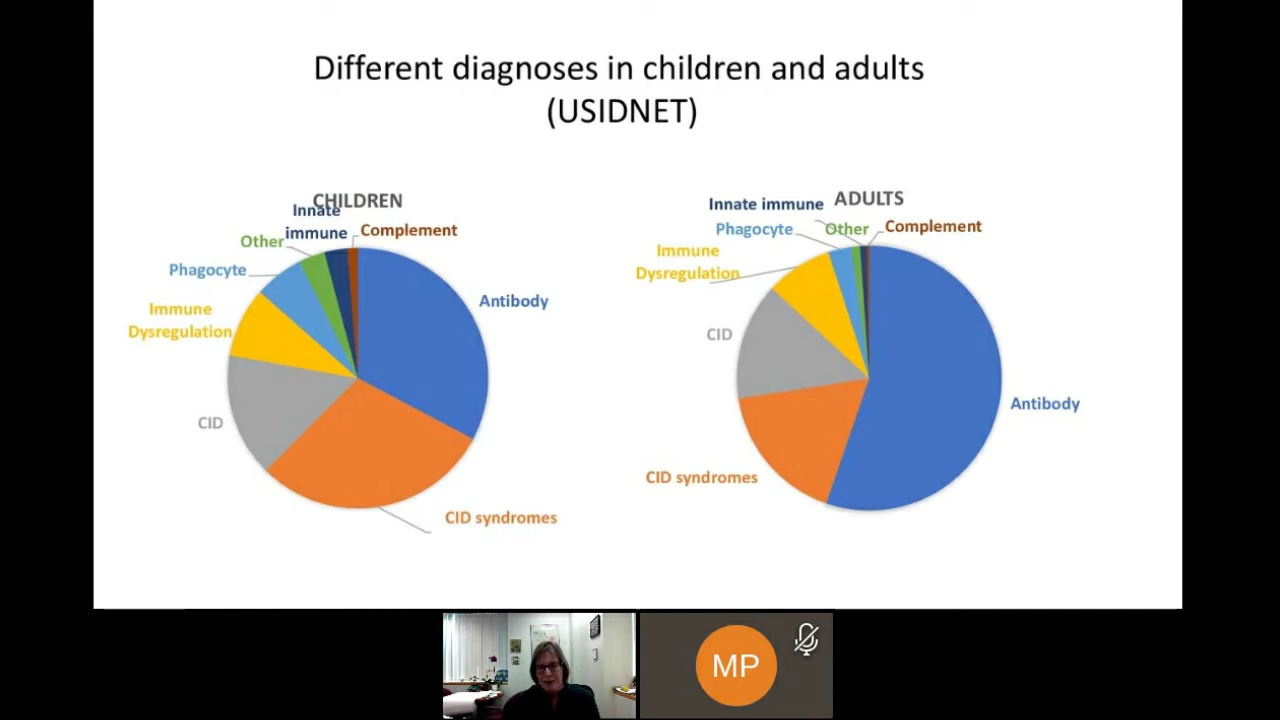 Different diagnoses in children and adults
(USIDNET)
CHILDREN
Innate
immune
Complement
Other
Phagocyte
Immune
Dysregulation
CID
Antibody
CID syndromes
ADULTS
Innate immune
Phagocyte
Other
Complement
Immune
Dysregulation
CID
Antibody
CID syndromes
MP